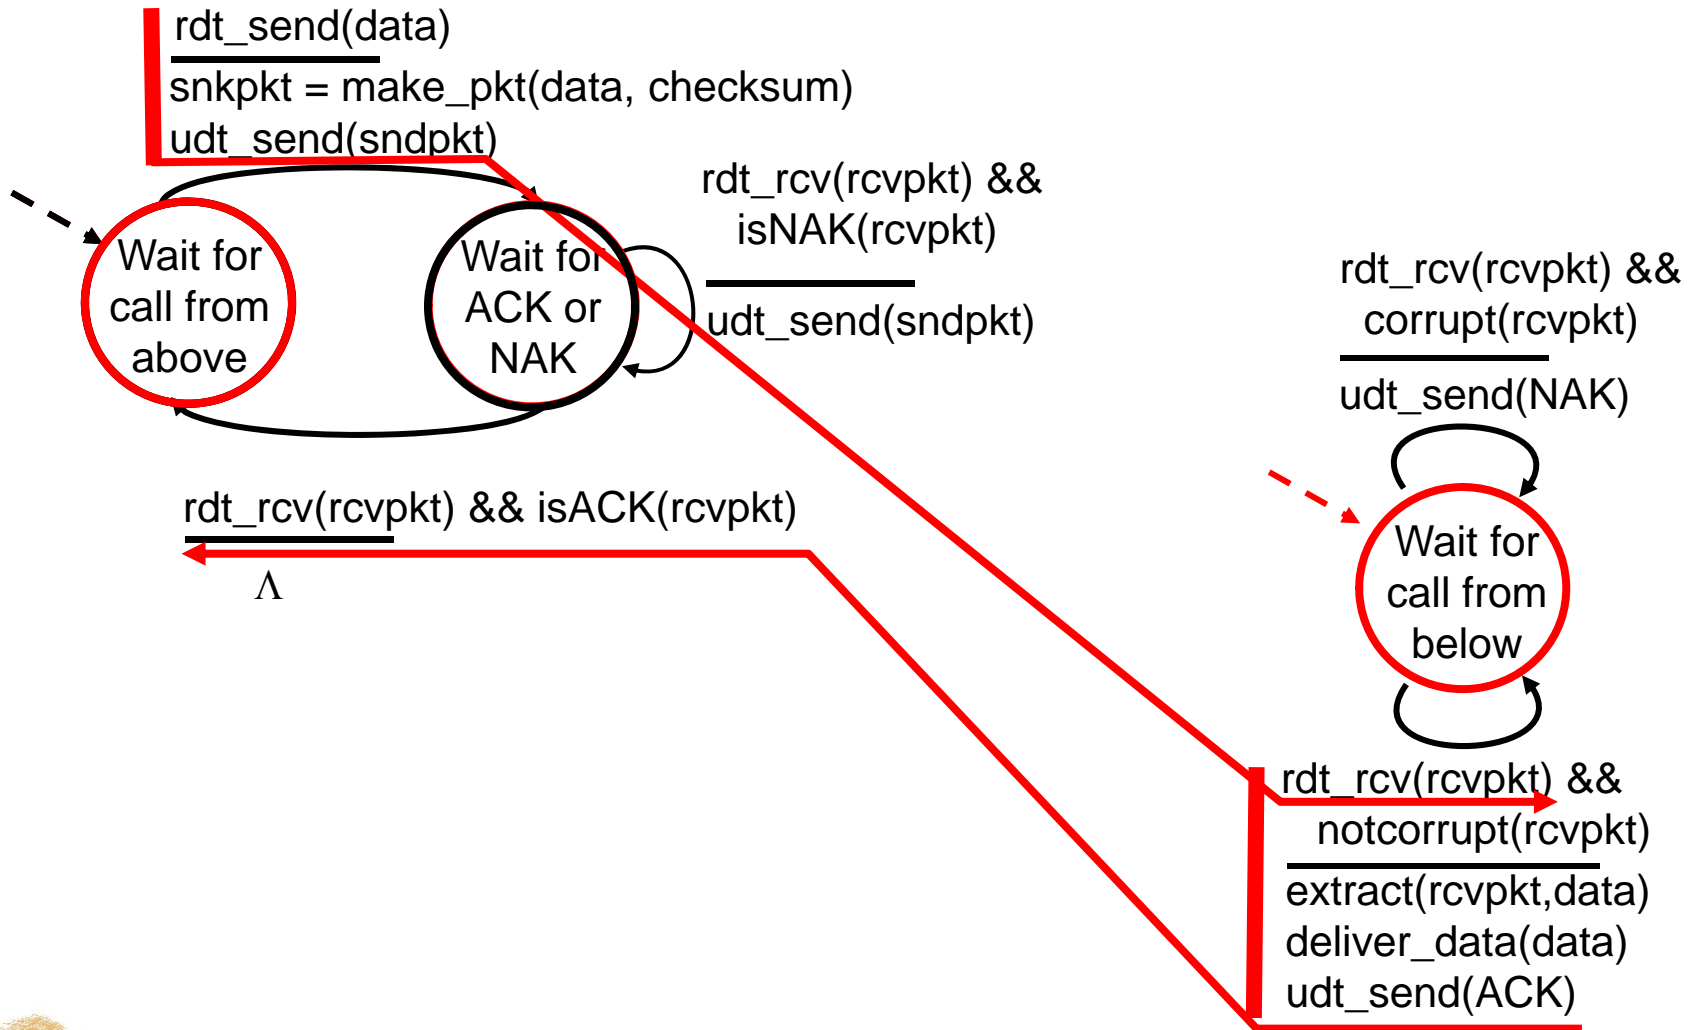 rdt_send(data)
snkpkt = make_pkt(data, checksum)
udt_send(sndpkt)
rdt_rcv(rcvpkt) &&
isNAK(rcvpkt)
udt_send(sndpkt)
Wait for
call from
above
Wait for
ACK or
NAK
rdt_rcv(rcvpkt) && isACK(rcvpkt)
Λ
rdt_rcv(rcvpkt) &&
corrupt(rcvpkt)
udt_send(NAK)
Wait for
call from
below
rdt_rcv(rcvpkt) &&
notcorrupt(rcvpkt)
extract(rcvpkt,data)
deliver_data(data)
udt_send(ACK)